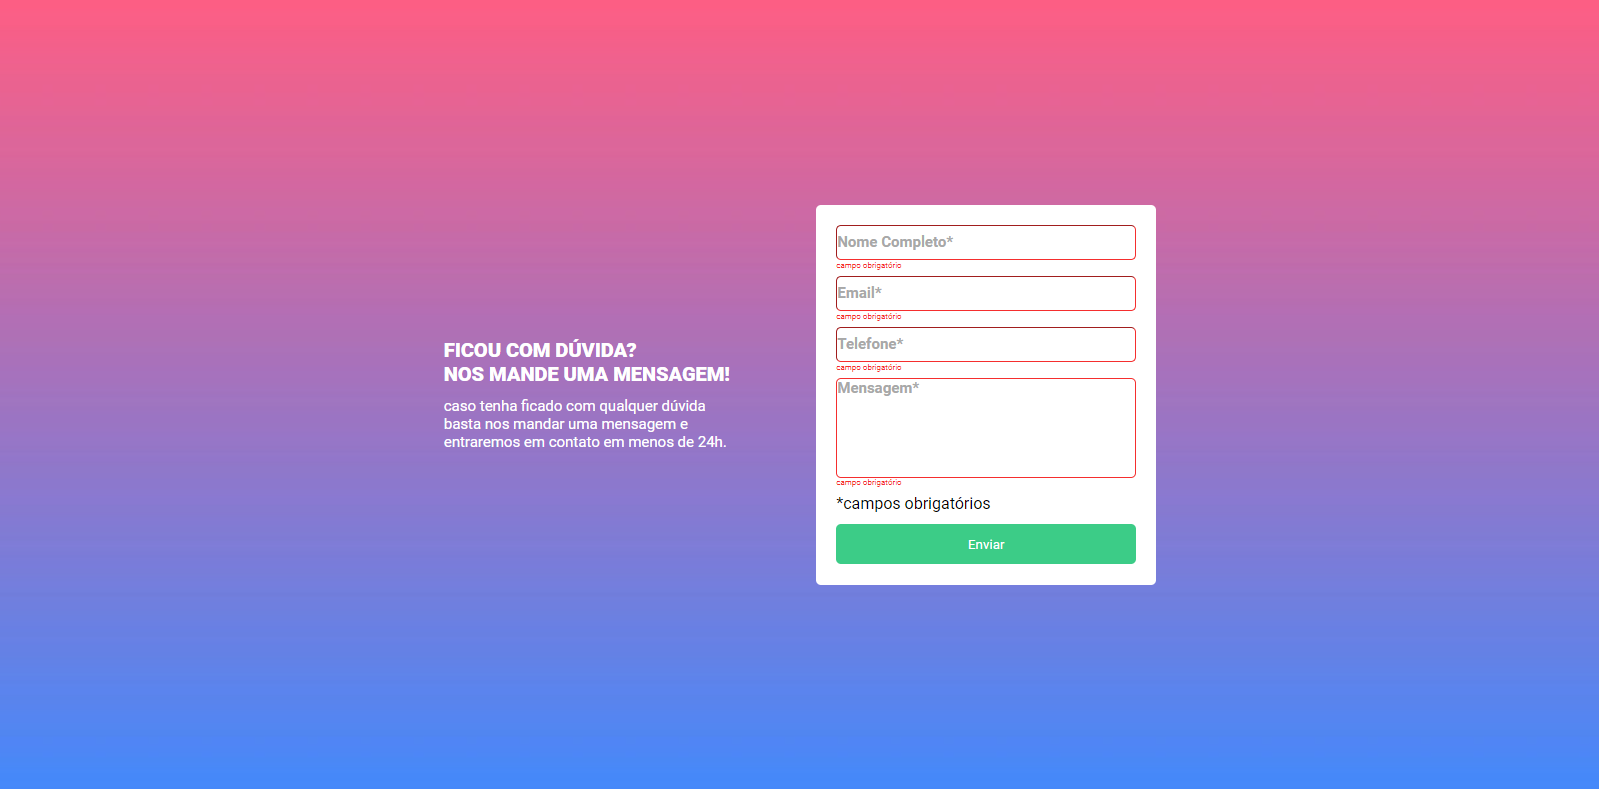 FICOU COM DÚVIDA?
NOS MANDE UMA MENSAGEM!
caso tenha ficado com qualquer dúvida
basta nos mandar uma mensagem e
entraremos em contato em menos de 24h.
Nome Completo*
campo obrigatório
Email*
campo obrigatório
Telefone*
campo obrigatório
Mensagem*
campo obrigatório
*campos obrigatórios
Enviar